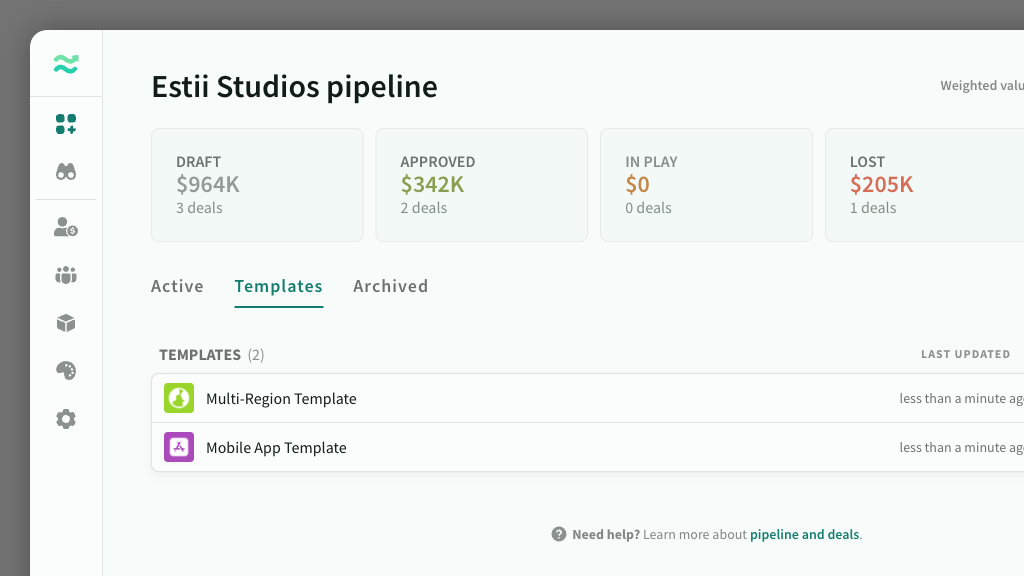 Estii Studios pipeline
Weighted valu
DRAFT
$964K
3 deals
APPROVED
$342K
2 deals
IN PLAY
$0
0 deals
LOST
$205K
1 deals
Active
Templates
Archived
TEMPLATES (2)
LAST UPDATED
Multi-Region Template
less than a minute ag
Mobile App Template
less than a minute ag
Need help? Learn more about pipeline and deals.